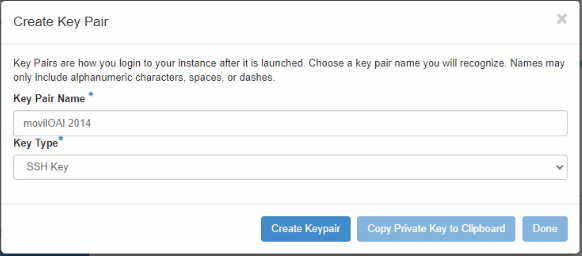 Create Key Pair
×
Key Pairs are how you login to your instance after it is launched. Choose a key pair name you will recognize. Names may
only include alphanumeric characters, spaces, or dashes.
Key Pair Name *
movilOAI 2014
Key Type*
SSH Key
Create Keypair Copy Private Key to Clipboard Done